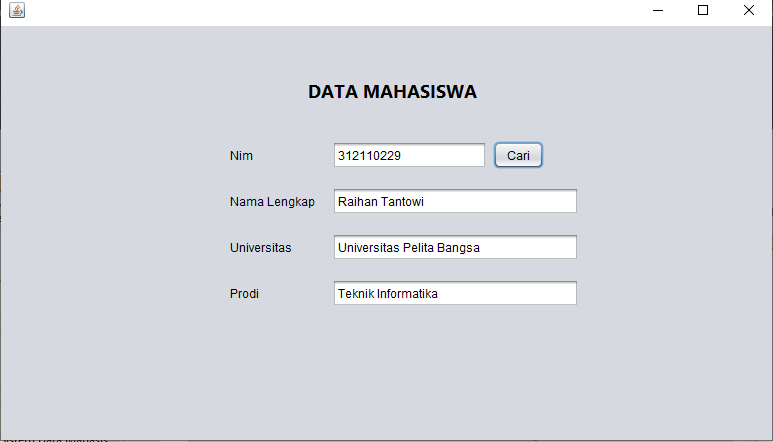 DATA MAHASISWA
Nim 312110229 Cari
Nama Lengkap Raihan Tantowi
Universitas Universitas Pelita Bangsa
Prodi Teknik Informatika